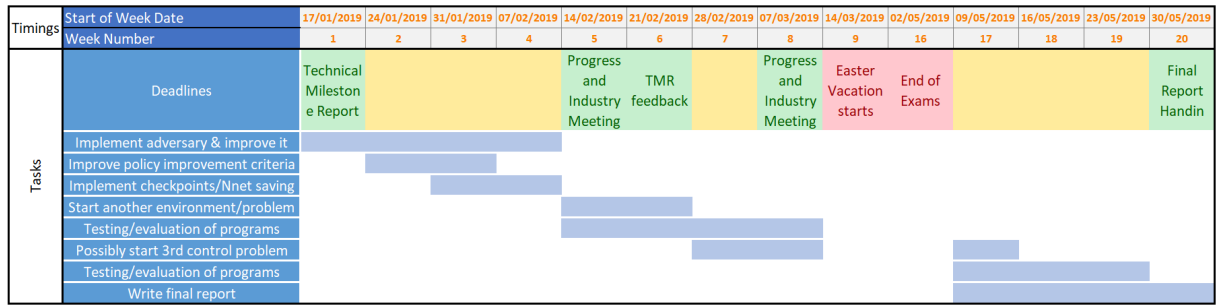 Timings
Start of Week Date 17/01/2019 24/01/2019 31/01/2019 07/02/2019 14/02/2019 21/02/2019 28/02/2019 07/03/2019 14/03/2019 02/05/2019 09/05/2019 16/05/2019 23/05/2019 30/05/2019
Week Number 1 2 3 4 5 6 7 8 9 16 17 18 19 20
Tasks
Deadlines
Technical
Mileston
e Report
Progress
and
Industry
Meeting
TMR
feedback
Progress
and
Industry
Meeting
Easter
Vacation
starts
End of
Exams
Final
Report
Handin
Implement adversary & improve it
Improve policy improvement criteria
Implement checkpoints/Nnet saving
Start another environment/problem
Testing/evaluation of programs
Possibly start 3rd control problem
Testing/evaluation of programs
Write final report